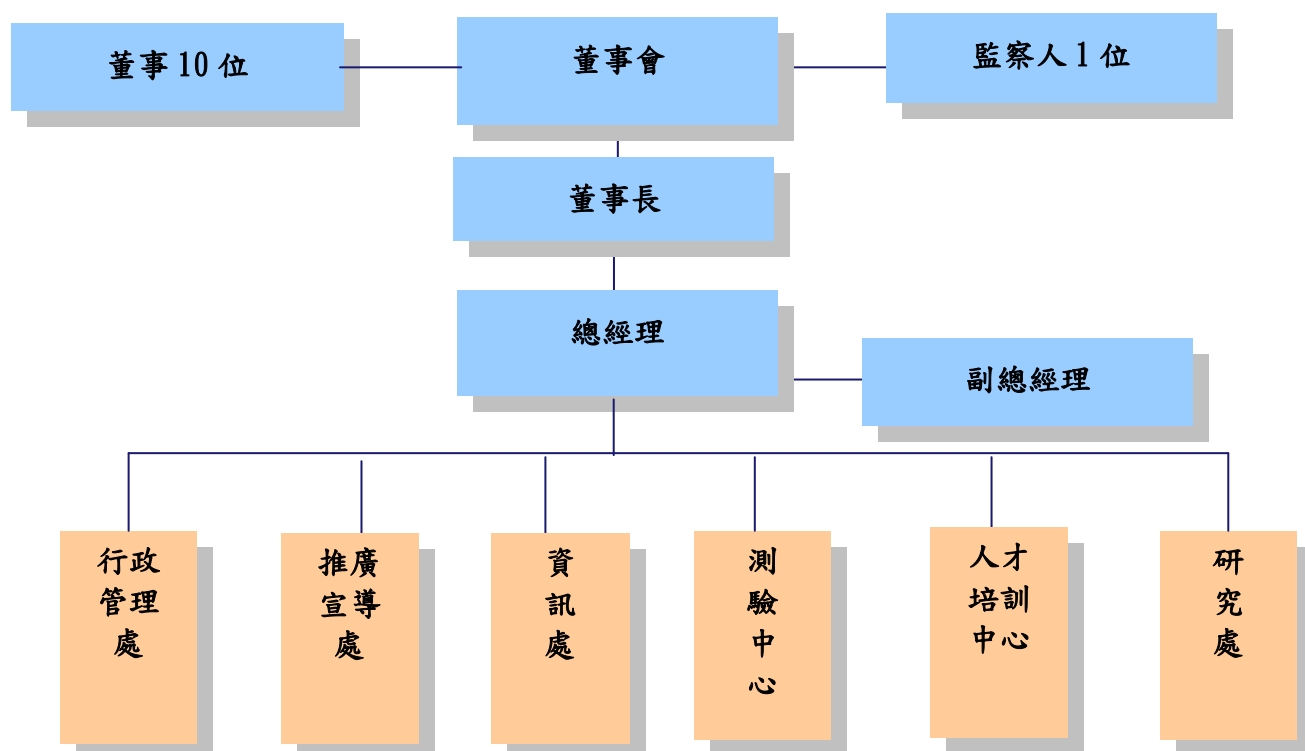 董事 10 位
董事會
監察人 1 位
董事長
總經理
副總經理
行政
管理
處
推廣
宣導
處
資
訊
處
測
驗
中
心
人才
培訓
中心
研
究
處